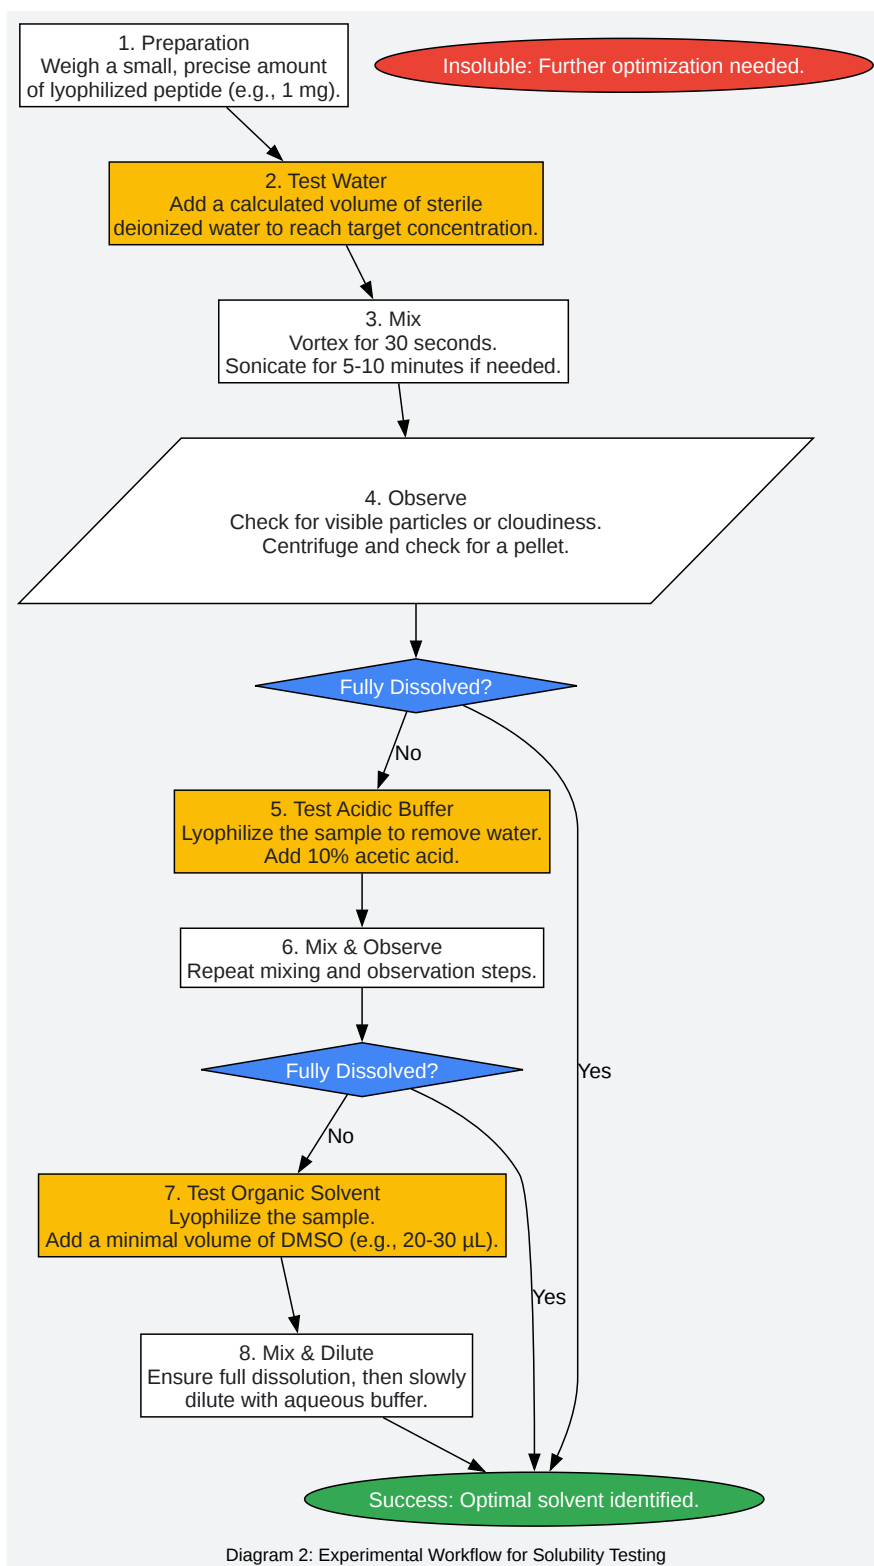 1. Preparation
Weigh a small, precise amount
of lyophilized peptide (e.g., 1 mg).
Insoluble: Further optimization needed.
2. Test Water
Add a calculated volume of sterile
deionized water to reach target concentration.
3. Mix
Vortex for 30 seconds.
Sonicate for 5-10 minutes if needed.
4. Observe
Check for visible particles or cloudiness.
Centrifuge and check for a pellet.
Fully Dissolved?
No
5. Test Acidic Buffer
Lyophilize the sample to remove water.
Add 10% acetic acid.
6. Mix & Observe
Repeat mixing and observation steps.
Fully Dissolved?
Yes
No
7. Test Organic Solvent
Lyophilize the sample.
Add a minimal volume of DMSO (e.g., 20-30 µL).
Yes
8. Mix & Dilute
Ensure full dissolution, then slowly
dilute with aqueous buffer.
Success: Optimal solvent identified.
Diagram 2: Experimental Workflow for Solubility Testing